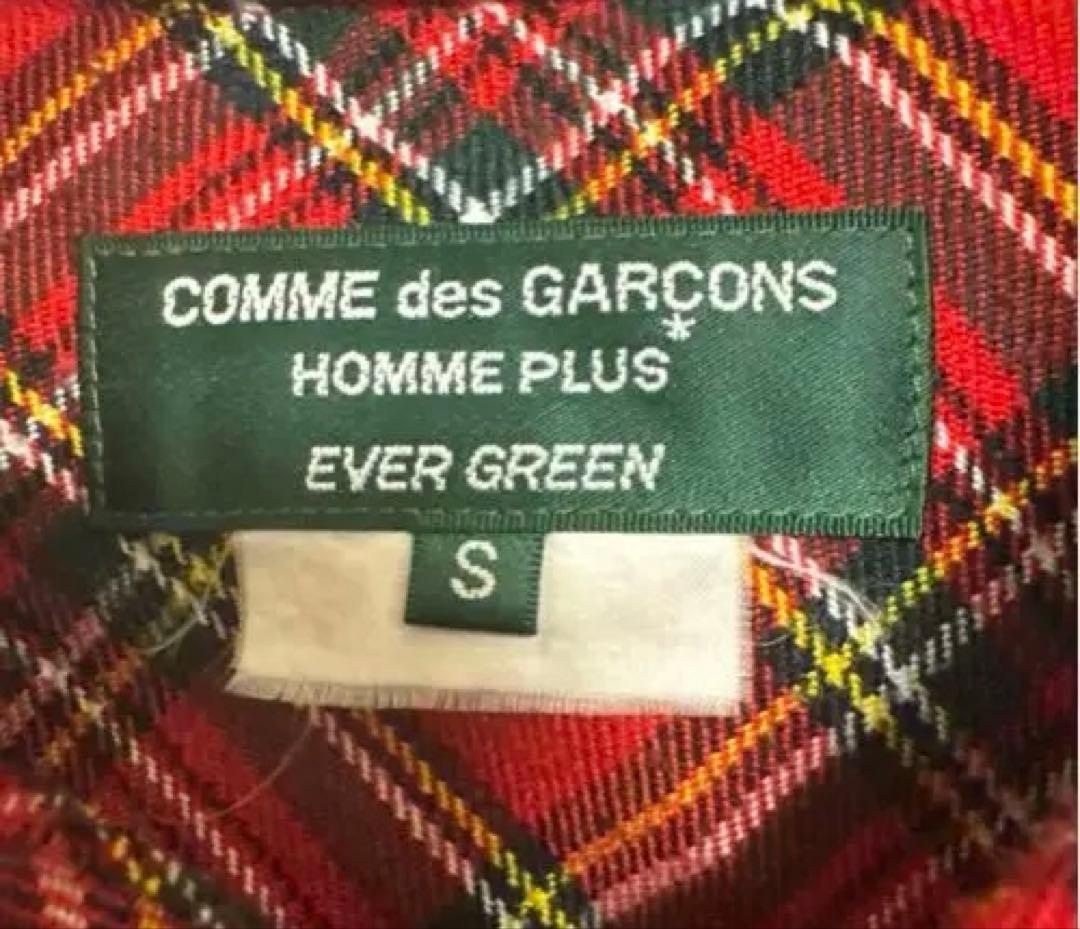 COMME des GARÇONS
HOMME PLUS*
EVER GREEN
S